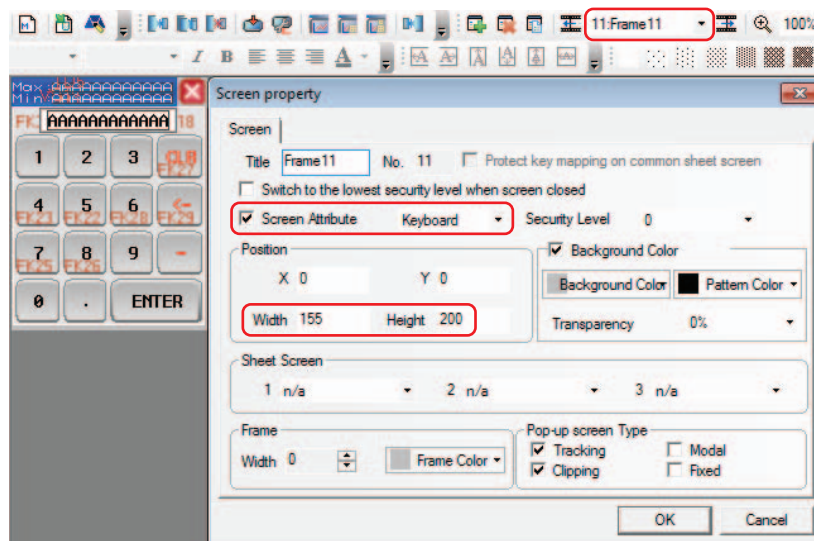 11:Frame11
100%
I B A
Max:AAAAAAAAAAAA
Min:AAAAAAAAAAAA
AAAAAAAAAAAA 18
1 2 3 CLR
FK27
4 5 6 <-
FK21 FK22 FK28 FK29
7 8 9 -
FK25 FK26
0 . ENTER
Screen property
Screen
Title Frame11 No. 11 Protect key mapping on common sheet screen
Switch to the lowest security level when screen closed
Screen Attribute Keyboard Security Level 0
Position
Background Color
X 0 Y 0
Background Color Pattern Color
Width 155 Height 200
Transparency 0%
Sheet Screen
1 n/a 2 n/a 3 n/a
Frame
Width 0 Frame Color
Pop-up screen Type
Tracking Modal
Clipping Fixed
OK Cancel